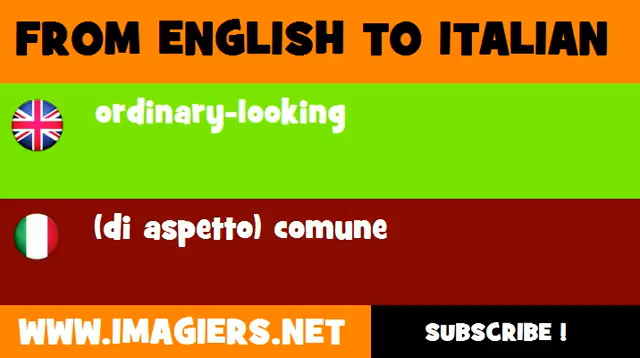 FROM ENGLISH TO ITALIAN
ordinary-looking
(di aspetto) comune
WWW.IMAGIERS.NET
SUBSCRIBE !